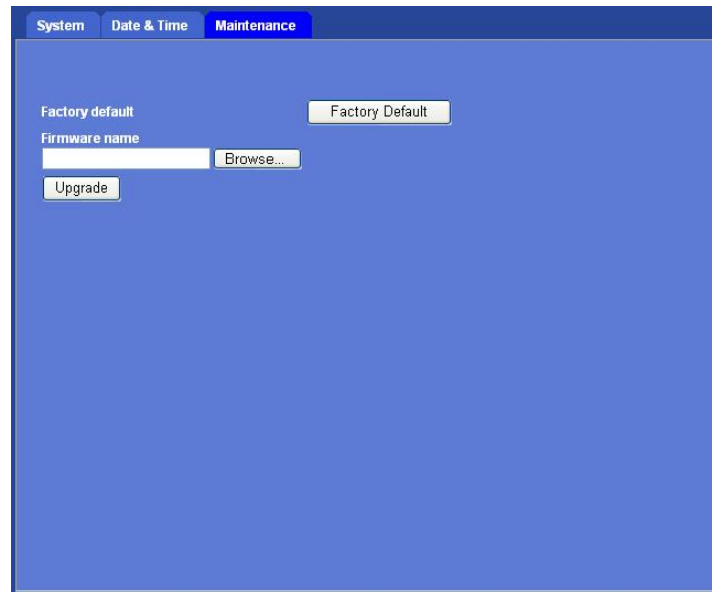 System Date & Time Maintenance
Factory default Factory Default
Firmware name
Browse...
Upgrade